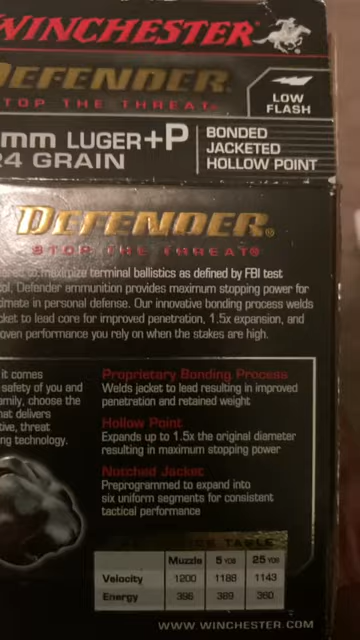 WINCHESTER
DEFENDER
STOP THE THREAT
LOW
FLASH
mm LUGER+P
24 GRAIN
BONDED
JACKETED
HOLLOW POINT
DEFENDER®
STOP THE THREAT®
to maximize terminal ballistics as defined by FBI test
ol, Defender ammunition provides maximum stopping power for
timate in personal defense. Our innovative bonding process welds
cket to lead core for improved penetration, 1.5x expansion, and
oven performance you rely on when the stakes are high.
it comes
safety of you and
amily, choose the
hat delivers
tive, threat
ng technology.
Proprietary Bonding Process
Welds jacket to lead resulting in improved
penetration and retained weight
Hollow Point
Expands up to 1.5x the original diameter
resulting in maximum stopping power
Notched Jacket
Preprogrammed to expand into
six uniform segments for consistent
tactical performance
TABLE
Muzzle 5 YDS 25 YDS
Velocity 1200 1188 1143
Energy 396 389 360
WWW.WINCHESTER.COM